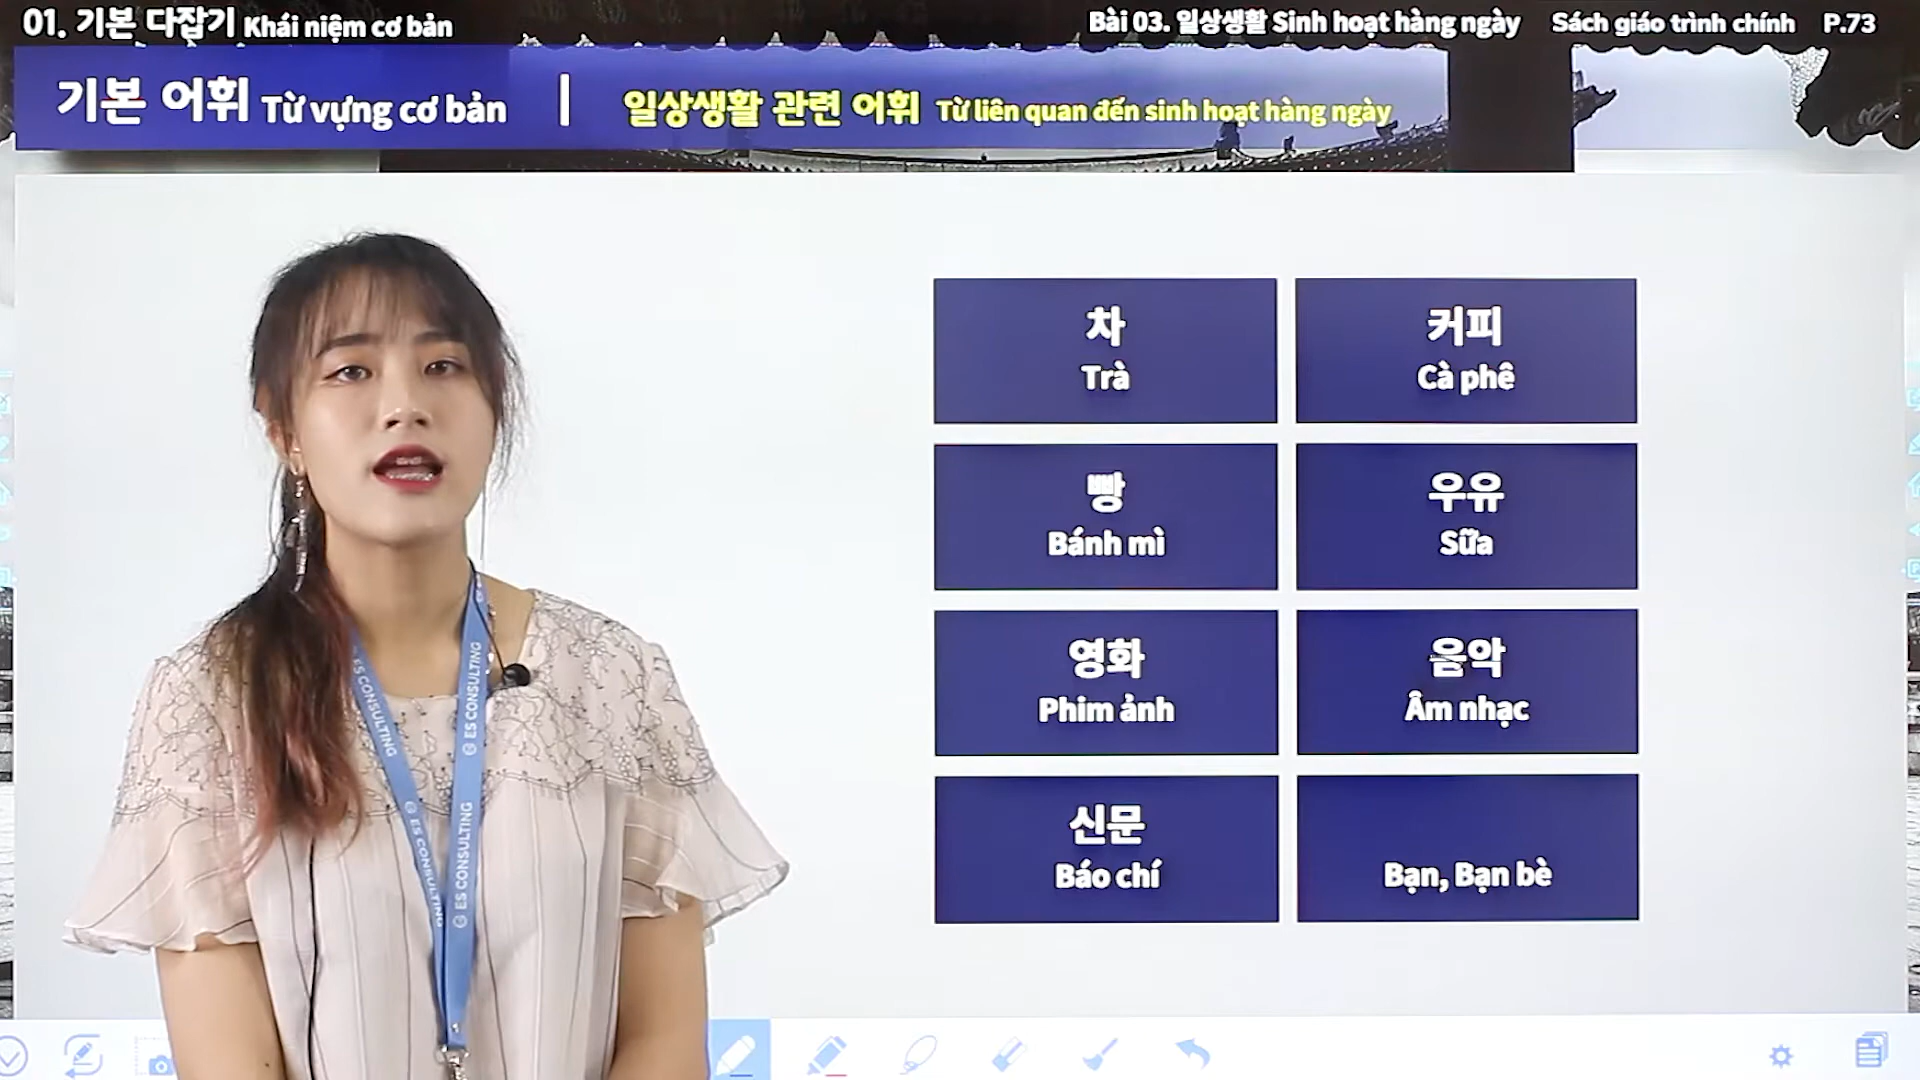 01. 기본 다잡기 Khái niệm cơ bản
Bài 03. 일상생활 Sinh hoạt hàng ngày Sách giáo trình chính P.73
기본 어휘 Từ vựng cơ bản | 일상생활 관련 어휘 Từ liên quan đến sinh hoạt hàng ngày
차
Trà
커피
Cà phê
빵
Bánh mì
우유
Sữa
영화
Phim ảnh
음악
Âm nhạc
신문
Báo chí
Bạn, Bạn bè
ES CONSULTING
ES CONSULTING
ES CONSULTING
ES CONSULTING